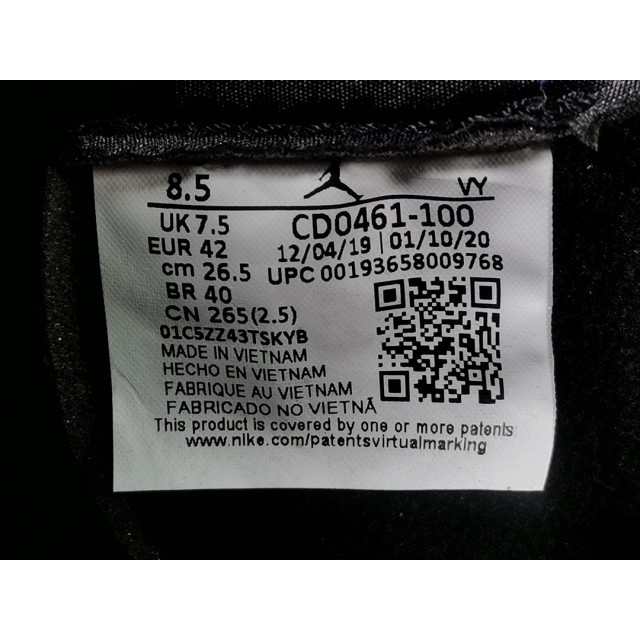 8.5 VY
UK 7.5 CD0461-100
EUR 42 12/04/19 | 01/10/20
cm 26.5 UPC 00193658009768
BR 40
CN 265(2.5)
01C5ZZ43TSKYB
MADE IN VIETNAM
HECHO EN VIETNAM
FABRIQUE AU VIETNAM
FABRICADO NO VIETNÃ
This product is covered by one or more patents
www.nike.com/patentsvirtualmarking